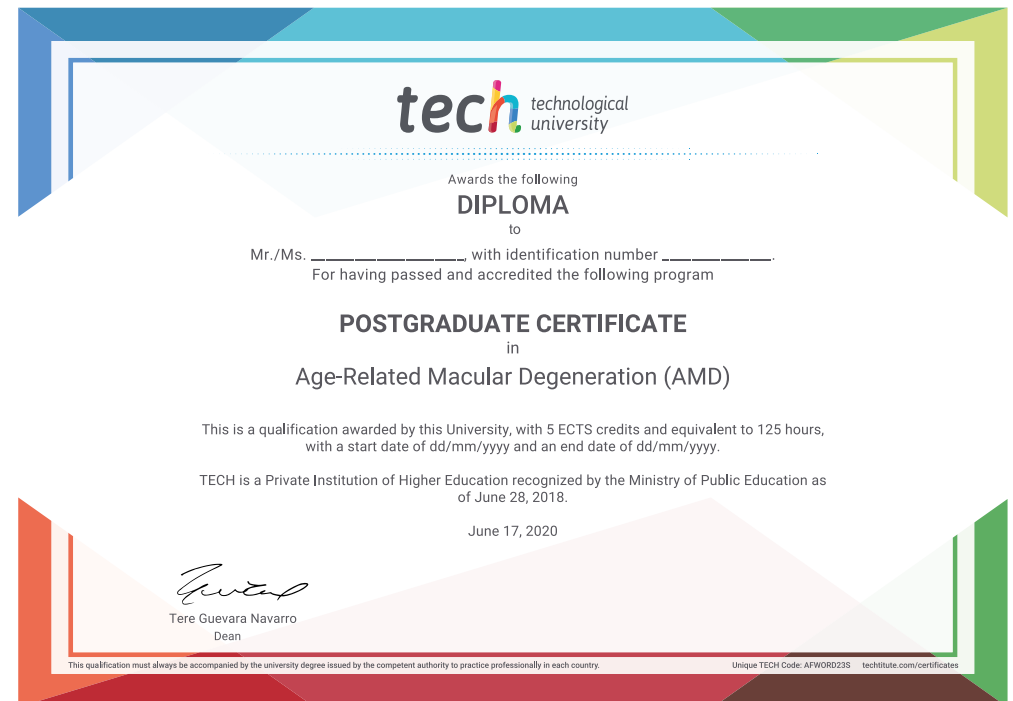 tech technological
university
Awards the following
DIPLOMA
to
Mr./Ms. ______________, with identification number __________.
For having passed and accredited the following program
POSTGRADUATE CERTIFICATE
in
Age-Related Macular Degeneration (AMD)
This is a qualification awarded by this University, with 5 ECTS credits and equivalent to 125 hours,
with a start date of dd/mm/yyyy and an end date of dd/mm/yyyy.
TECH is a Private Institution of Higher Education recognized by the Ministry of Public Education as
of June 28, 2018.
June 17, 2020
Tere Guevara Navarro
Dean
This qualification must always be accompanied by the university degree issued by the competent authority to practice professionally in each country.
Unique TECH Code: AFWORD23S techtitute.com/certificates